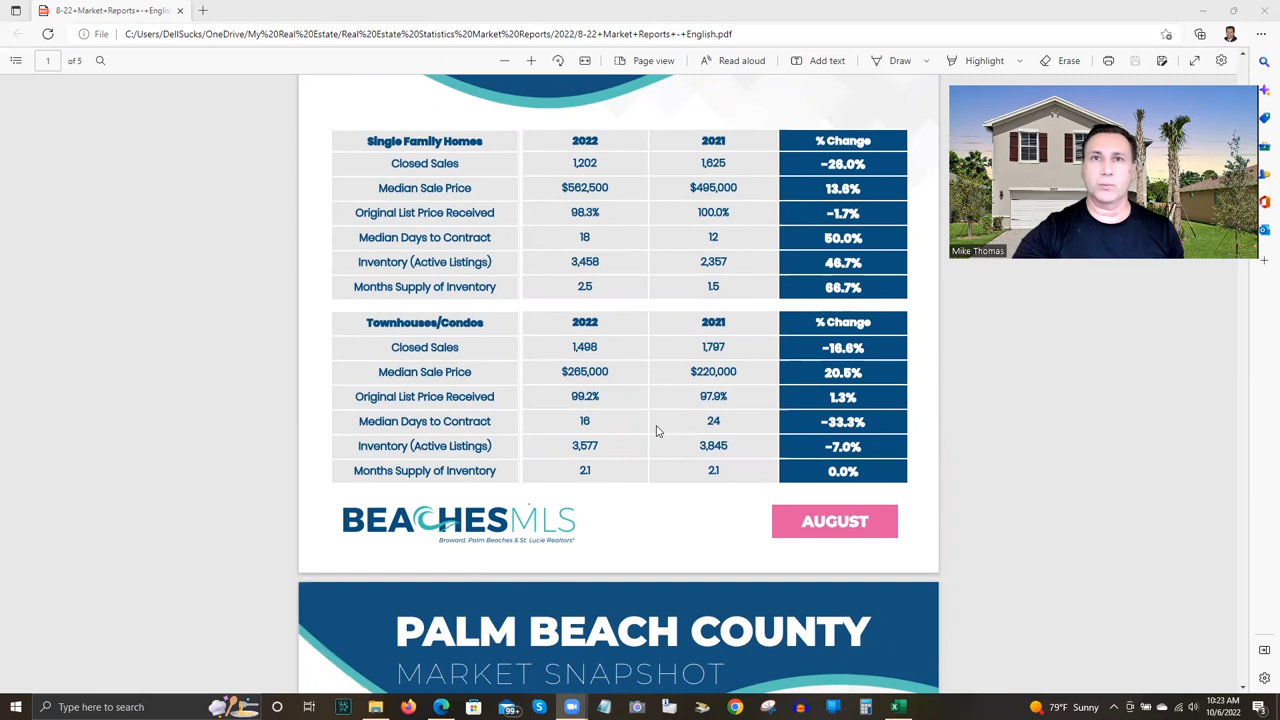 8-22 Market Reports - Englis
File
C:/Users/DellSucks/OneDrive/My%20Real%20Estate/Real%20Estate%20Statistics%20Market%20Reports/2022/8-22+Market+Reports+-+English.pdf
1 of 5
Page view
Read aloud
Add text
Draw
Highlight
Erase
Single Family Homes 2022 2021 % Change
Closed Sales 1,202 1,625 -26.0%
Median Sale Price $562,500 $495,000 13.6%
Original List Price Received 98.3% 100.0% -1.7%
Median Days to Contract 18 12 50.0%
Inventory (Active Listings) 3,458 2,357 46.7%
Months Supply of Inventory 2.5 1.5 66.7%
Mike Thomas
Townhouses/Condos 2022 2021 % Change
Closed Sales 1,498 1,797 -16.6%
Median Sale Price $265,000 $220,000 20.5%
Original List Price Received 99.2% 97.9% 1.3%
Median Days to Contract 16 24 -33.3%
Inventory (Active Listings) 3,577 3,845 -7.0%
Months Supply of Inventory 2.1 2.1 0.0%
BEACHESMLS
Broward, Palm Beaches & St. Lucie Realtors®
AUGUST
PALM BEACH COUNTY
MARKET SNAPSHOT
Type here to search
99+
79°F Sunny
10:23 AM
10/6/2022